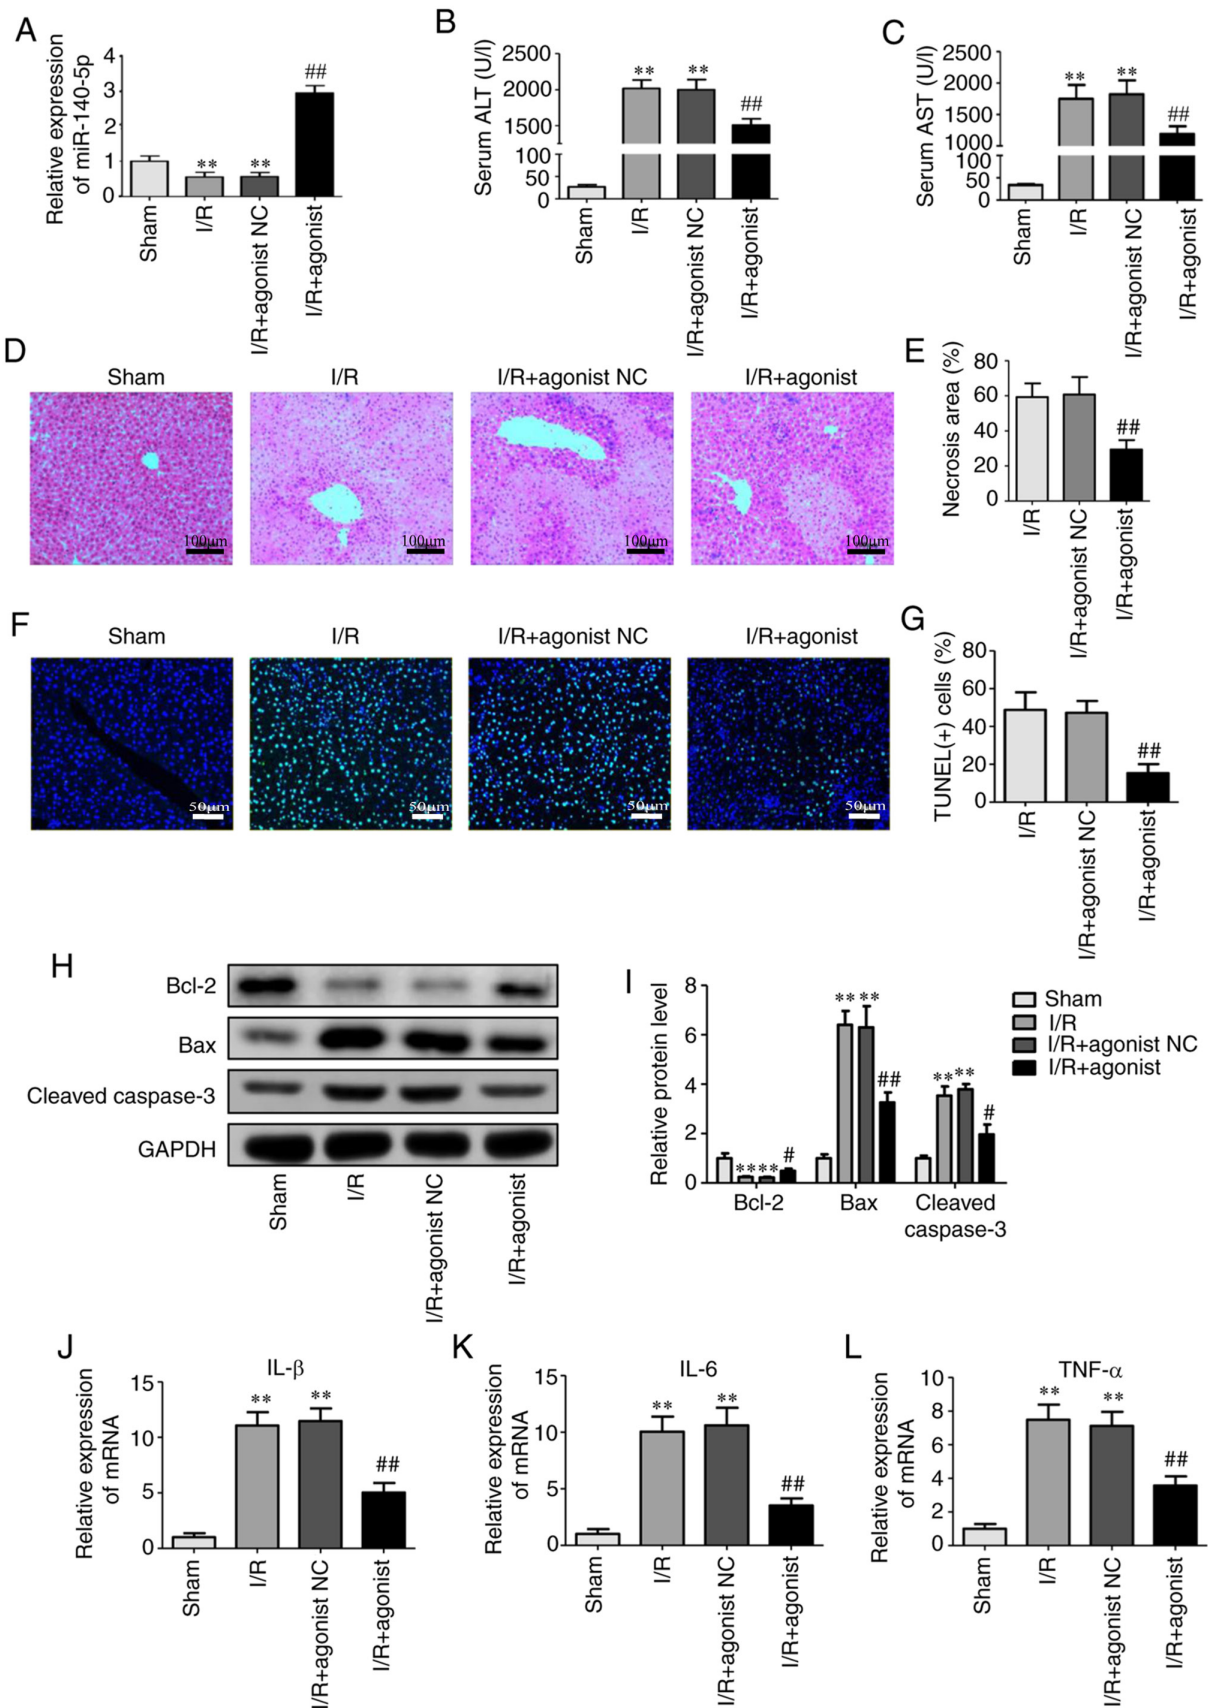 A
Relative expression
of miR-140-5p
4
3
2
1
0
**
**
##
Sham
I/R
I/R+agonist NC
I/R+agonist
B
Serum ALT (U/l)
2500
2000
1500
100
50
0
**
**
##
Sham
I/R
I/R+agonist NC
I/R+agonist
C
Serum AST (U/l)
2500
2000
1500
1000
100
50
0
**
**
##
Sham
I/R
I/R+agonist NC
I/R+agonist
D
Sham
I/R
I/R+agonist NC
I/R+agonist
100μm
100μm
100μm
100μm
E
Necrosis area (%)
80
60
40
20
0
##
I/R
I/R+agonist NC
I/R+agonist
F
Sham
I/R
I/R+agonist NC
I/R+agonist
50μm
50μm
50μm
50μm
G
TUNEL(+) cells (%)
80
60
40
20
0
##
I/R
I/R+agonist NC
I/R+agonist
H
Bcl-2
Bax
Cleaved caspase-3
GAPDH
Sham
I/R
I/R+agonist NC
I/R+agonist
I
Relative protein level
8
6
4
2
0
****
#
** **
##
** **
#
Bcl-2
Bax
Cleaved
caspase-3
Sham
I/R
I/R+agonist NC
I/R+agonist
J
IL-β
Relative expression
of mRNA
15
10
5
0
**
**
##
Sham
I/R
I/R+agonist NC
I/R+agonist
K
IL-6
Relative expression
of mRNA
15
10
5
0
**
**
##
Sham
I/R
I/R+agonist NC
I/R+agonist
L
TNF-α
Relative expression
of mRNA
10
8
6
4
2
0
**
**
##
Sham
I/R
I/R+agonist NC
I/R+agonist